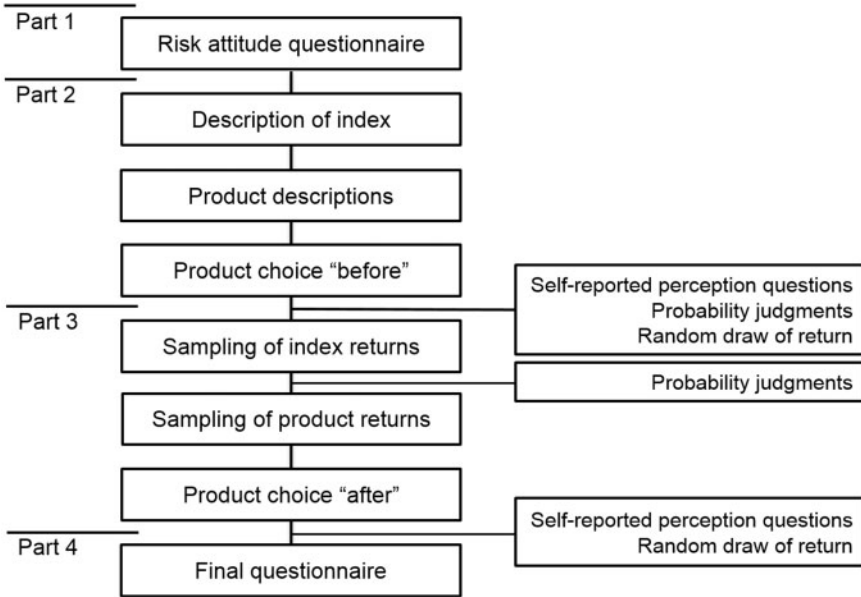 Part 1
Risk attitude questionnaire
Part 2
Description of index
Product descriptions
Product choice “before”
Self-reported perception questions
Probability judgments
Random draw of return
Part 3
Sampling of index returns
Probability judgments
Sampling of product returns
Product choice “after”
Self-reported perception questions
Random draw of return
Part 4
Final questionnaire